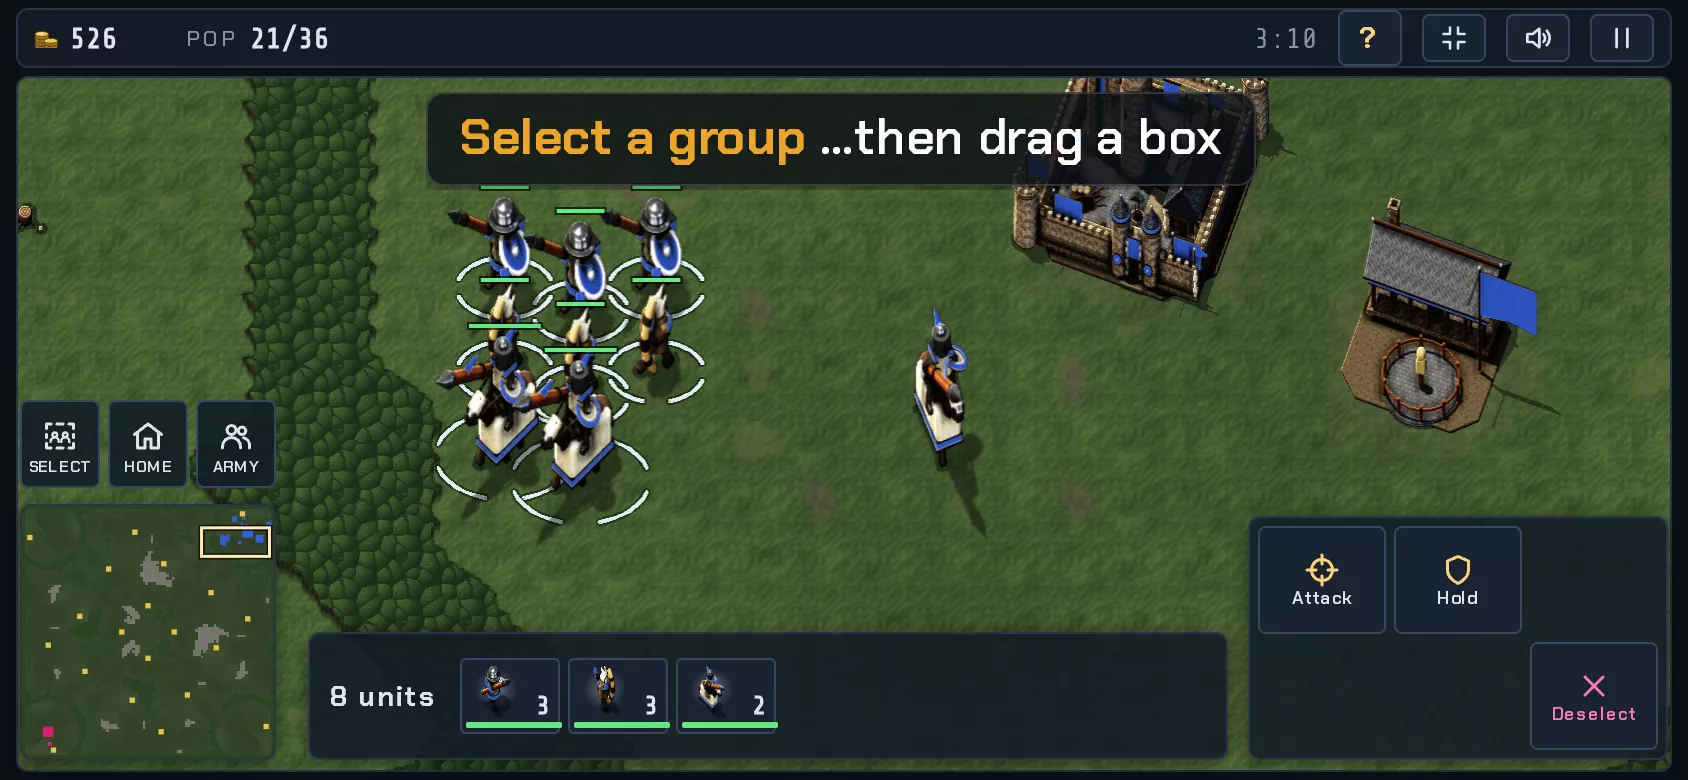 526
POP 21/36
3:10
?
Select a group ...then drag a box
SELECT
HOME
ARMY
8 units
3
3
2
Attack
Hold
Deselect